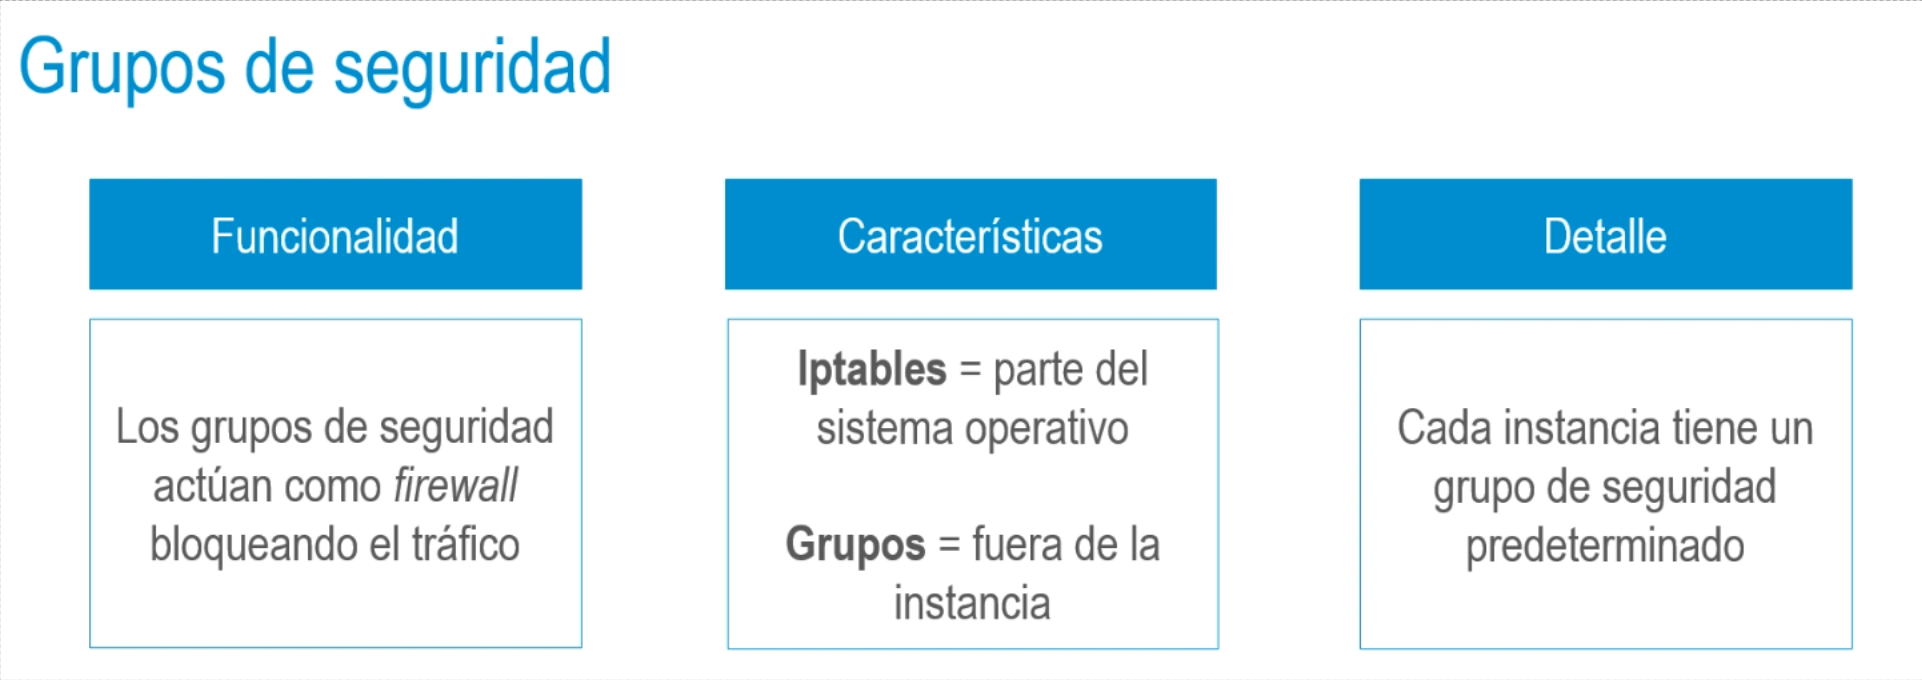 Grupos de seguridad
Funcionalidad
Los grupos de seguridad
actúan como firewall
bloqueando el tráfico
Características
Iptables = parte del
sistema operativo
Grupos = fuera de la
instancia
Detalle
Cada instancia tiene un
grupo de seguridad
predeterminado